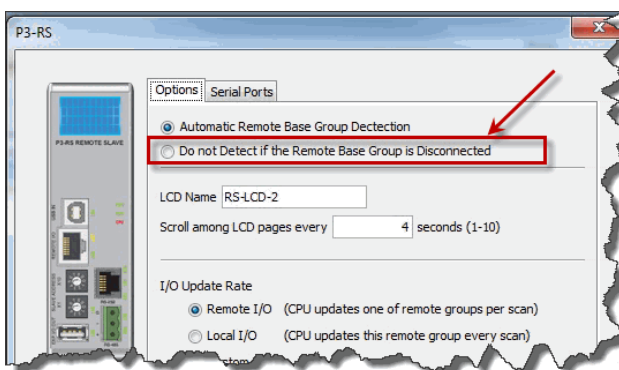 P3-RS
Options
Serial Ports
P3-RS REMOTE SLAVE
Automatic Remote Base Group Dectection
Do not Detect if the Remote Base Group is Disconnected
LCD Name RS-LCD-2
Scroll among LCD pages every 4 seconds (1-10)
I/O Update Rate
Remote I/O (CPU updates one of remote groups per scan)
Local I/O (CPU updates this remote group every scan)